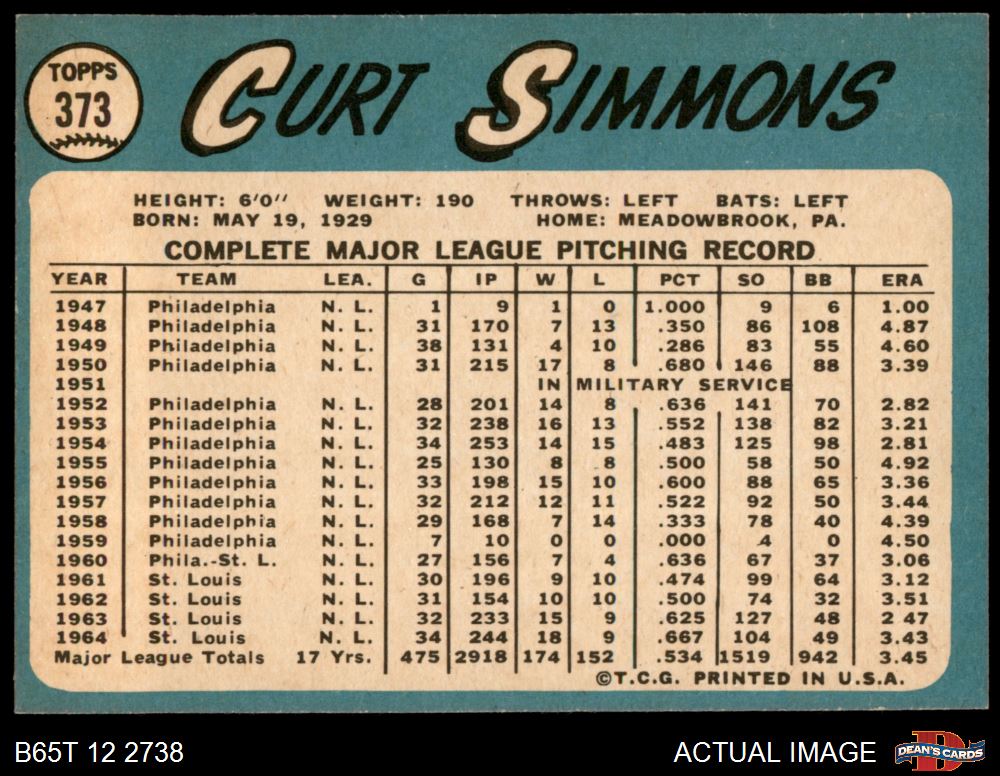 TOPPS
373
CURT SIMMONS
HEIGHT: 6'0" WEIGHT: 190 THROWS: LEFT BATS: LEFT
BORN: MAY 19, 1929 HOME: MEADOWBROOK, PA.
COMPLETE MAJOR LEAGUE PITCHING RECORD
YEAR TEAM LEA. G IP W L PCT SO BB ERA
1947 Philadelphia N. L. 1 9 1 0 1.000 9 6 1.00
1948 Philadelphia N. L. 31 170 7 13 .350 86 108 4.87
1949 Philadelphia N. L. 38 131 4 10 .286 83 55 4.60
1950 Philadelphia N. L. 31 215 17 8 .680 146 88 3.39
1951 IN MILITARY SERVICE
1952 Philadelphia N. L. 28 201 14 8 .636 141 70 2.82
1953 Philadelphia N. L. 32 238 16 13 .552 138 82 3.21
1954 Philadelphia N. L. 34 253 14 15 .483 125 98 2.81
1955 Philadelphia N. L. 25 130 8 8 .500 58 50 4.92
1956 Philadelphia N. L. 33 198 15 10 .600 88 65 3.36
1957 Philadelphia N. L. 32 212 12 11 .522 92 50 3.44
1958 Philadelphia N. L. 29 168 7 14 .333 78 40 4.39
1959 Philadelphia N. L. 7 10 0 0 .000 4 0 4.50
1960 Phila.-St. L. N. L. 27 156 7 4 .636 67 37 3.06
1961 St. Louis N. L. 30 196 9 10 .474 99 64 3.12
1962 St. Louis N. L. 31 154 10 10 .500 74 32 3.51
1963 St. Louis N. L. 32 233 15 9 .625 127 48 2 47
1964 St. Louis N. L. 34 244 18 9 .667 104 49 3.43
Major League Totals 17 Yrs. 475 2918 174 152 .534 1519 942 3.45
©T.C.G. PRINTED IN U.S.A.
B65T 12 2738 ACTUAL IMAGE DEAN'S CARDS